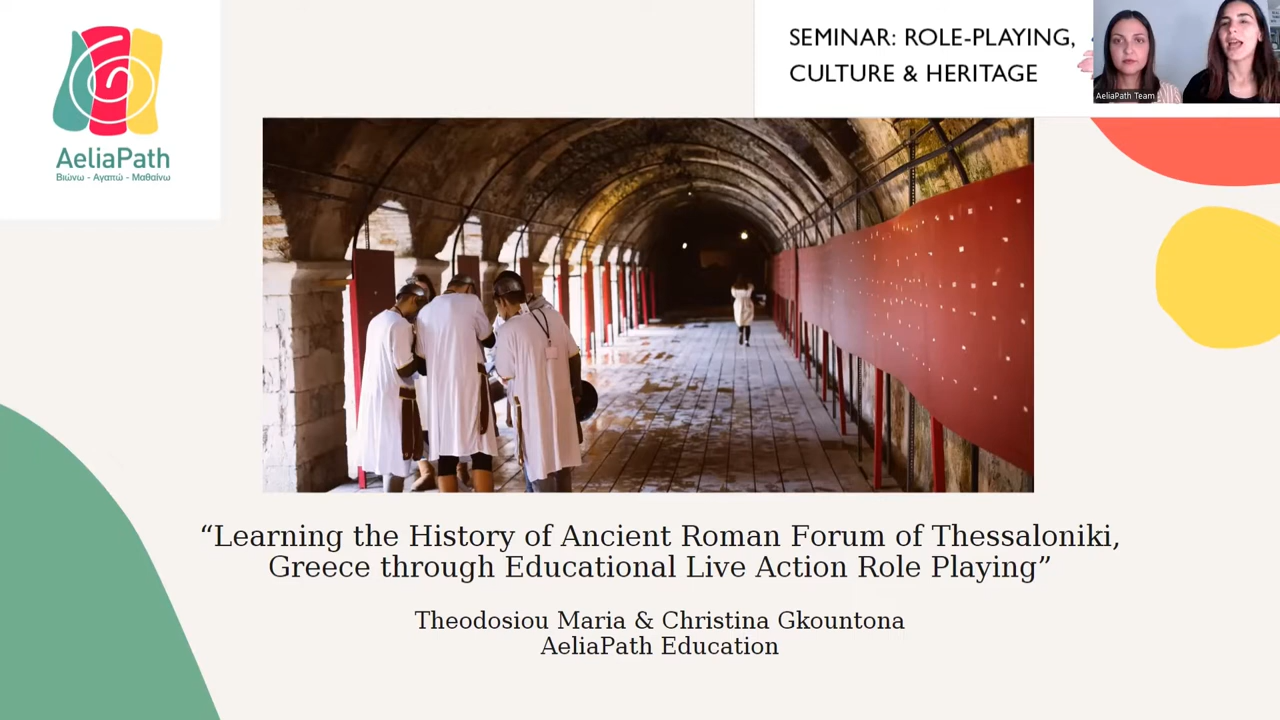 AeliaPath
Βιώνω - Αγαπώ - Μαθαίνω
SEMINAR: ROLE-PLAYING,
CULTURE & HERITAGE
AeliaPath Team
“Learning the History of Ancient Roman Forum of Thessaloniki,
Greece through Educational Live Action Role Playing”
Theodosiou Maria & Christina Gkountona
AeliaPath Education